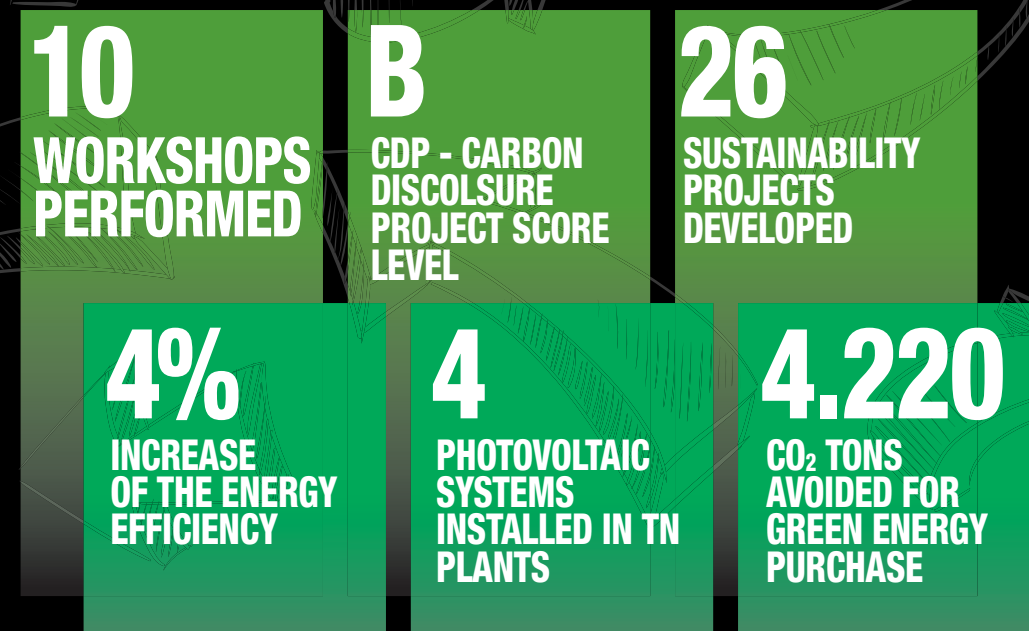 10
WORKSHOPS
PERFORMED
B
CDP - CARBON
DISCOLSURE
PROJECT SCORE
LEVEL
26
SUSTAINABILITY
PROJECTS
DEVELOPED
4%
INCREASE
OF THE ENERGY
EFFICIENCY
4
PHOTOVOLTAIC
SYSTEMS
INSTALLED IN TN
PLANTS
4.220
CO₂ TONS
AVOIDED FOR
GREEN ENERGY
PURCHASE